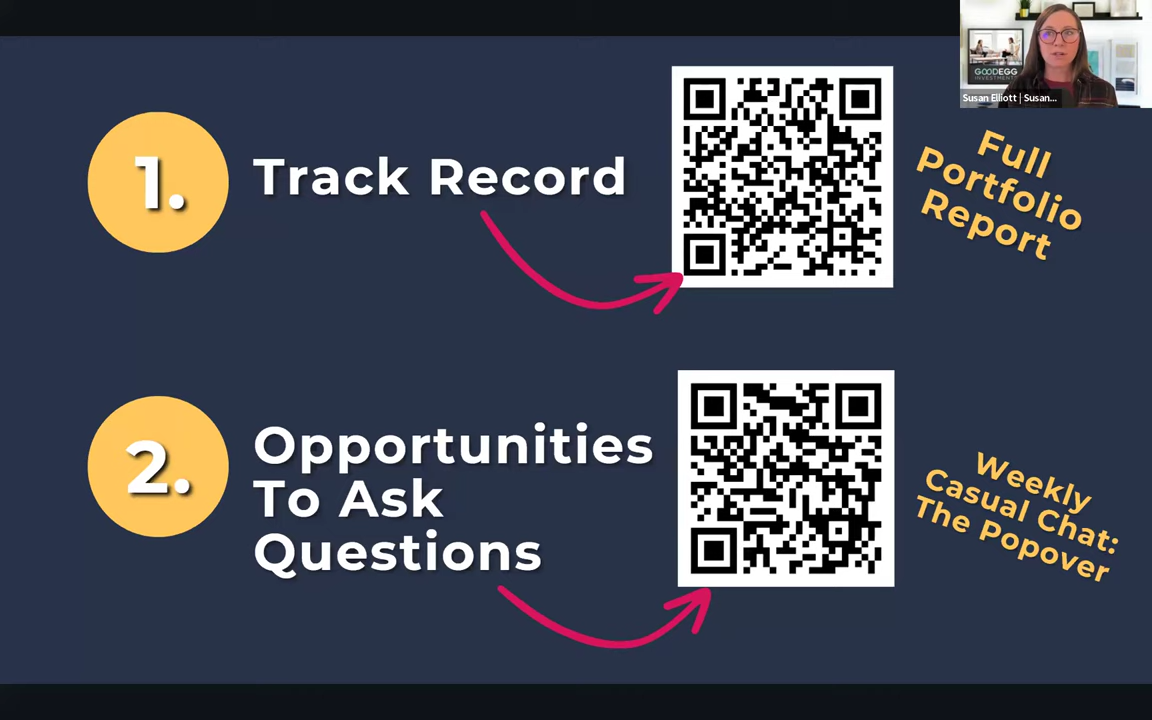 1.
Track Record
Full
Portfolio
Report
2.
Opportunities
To Ask
Questions
Weekly
Casual Chat:
The Popover
GOODEGG
INVESTMENTS
Susan Elliott | Susan...